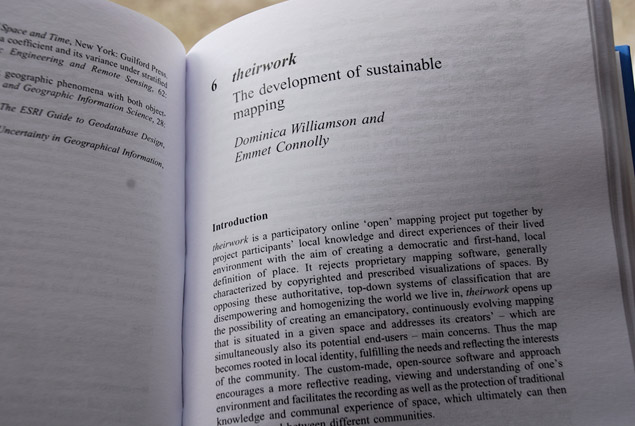 Space and Time, New York: Guilford Press.
a coefficient and its variance under stratified
Engineering and Remote Sensing, 62:
geographic phenomena with both object-
and Geographic Information Science, 28:
The ESRI Guide to Geodatabase Design,
Uncertainty in Geographical Information,
6 theirwork
The development of sustainable
mapping
Dominica Williamson and
Emmet Connolly
Introduction
theirwork is a participatory online ‘open’ mapping project put together by
project participants’ local knowledge and direct experiences of their lived
environment with the aim of creating a democratic and first-hand, local
definition of place. It rejects proprietary mapping software, generally
characterized by copyrighted and prescribed visualizations of spaces. By
opposing these authoritative, top-down systems of classification that are
disempowering and homogenizing the world we live in, theirwork opens up
the possibility of creating an emancipatory, continuously evolving mapping
that is situated in a given space and addresses its creators’ – which are
simultaneously also its potential end-users – main concerns. Thus the map
becomes rooted in local identity, fulfilling the needs and reflecting the interests
of the community. The custom-made, open-source software and approach
encourages a more reflective reading, viewing and understanding of one’s
environment and facilitates the recording as well as the protection of traditional
knowledge and communal experience of space, which ultimately can then
between different communities.